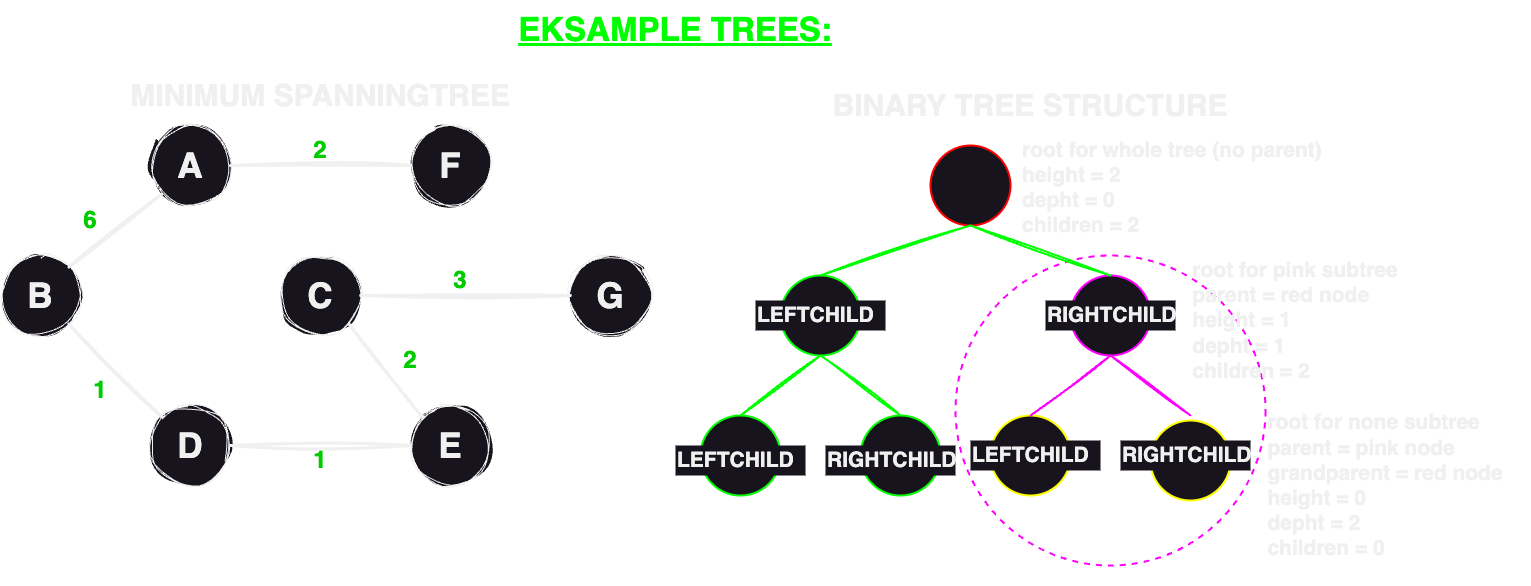 EKSAMPLE TREES:
MINIMUM SPANNINGTREE
A
2
F
6
B
C
3
G
1
2
D
1
E
BINARY TREE STRUCTURE
root for whole tree (no parent)
height = 2
depht = 0
children = 2
LEFTCHILD
RIGHTCHILD
root for pink subtree
parent = red node
height = 1
depht = 1
children = 2
LEFTCHILD
RIGHTCHILD
LEFTCHILD
RIGHTCHILD
root for none subtree
parent = pink node
grandparent = red node
height = 0
depht = 2
children = 0